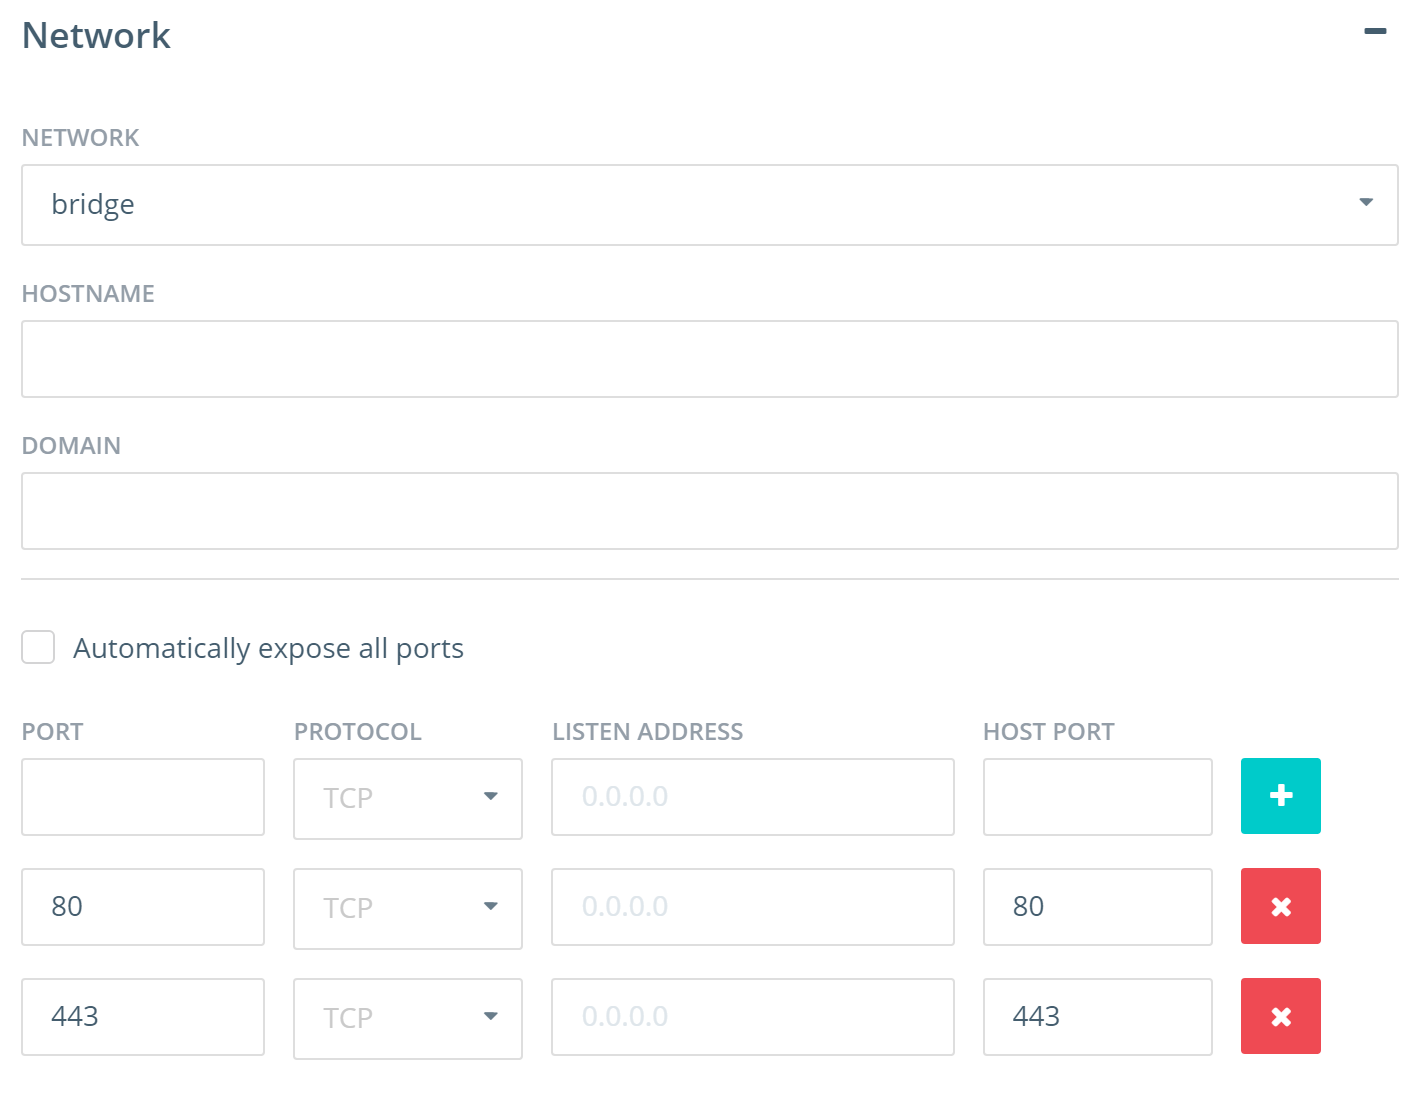 Network
NETWORK
bridge
HOSTNAME
DOMAIN
Automatically expose all ports
PORT PROTOCOL LISTEN ADDRESS HOST PORT
TCP 0.0.0.0
80 TCP 0.0.0.0 80
443 TCP 0.0.0.0 443